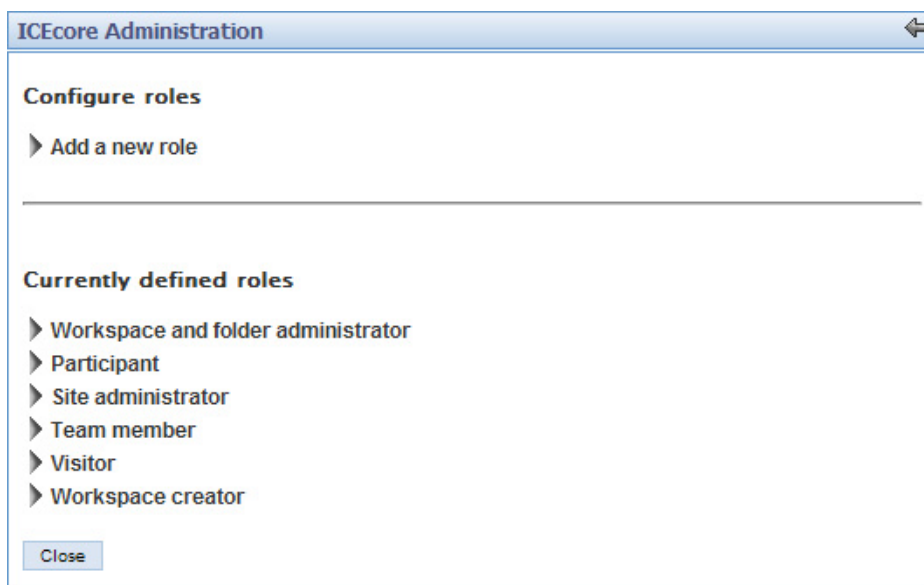 ICEcore Administration
Configure roles
Add a new role
Currently defined roles
Workspace and folder administrator
Participant
Site administrator
Team member
Visitor
Workspace creator
Close